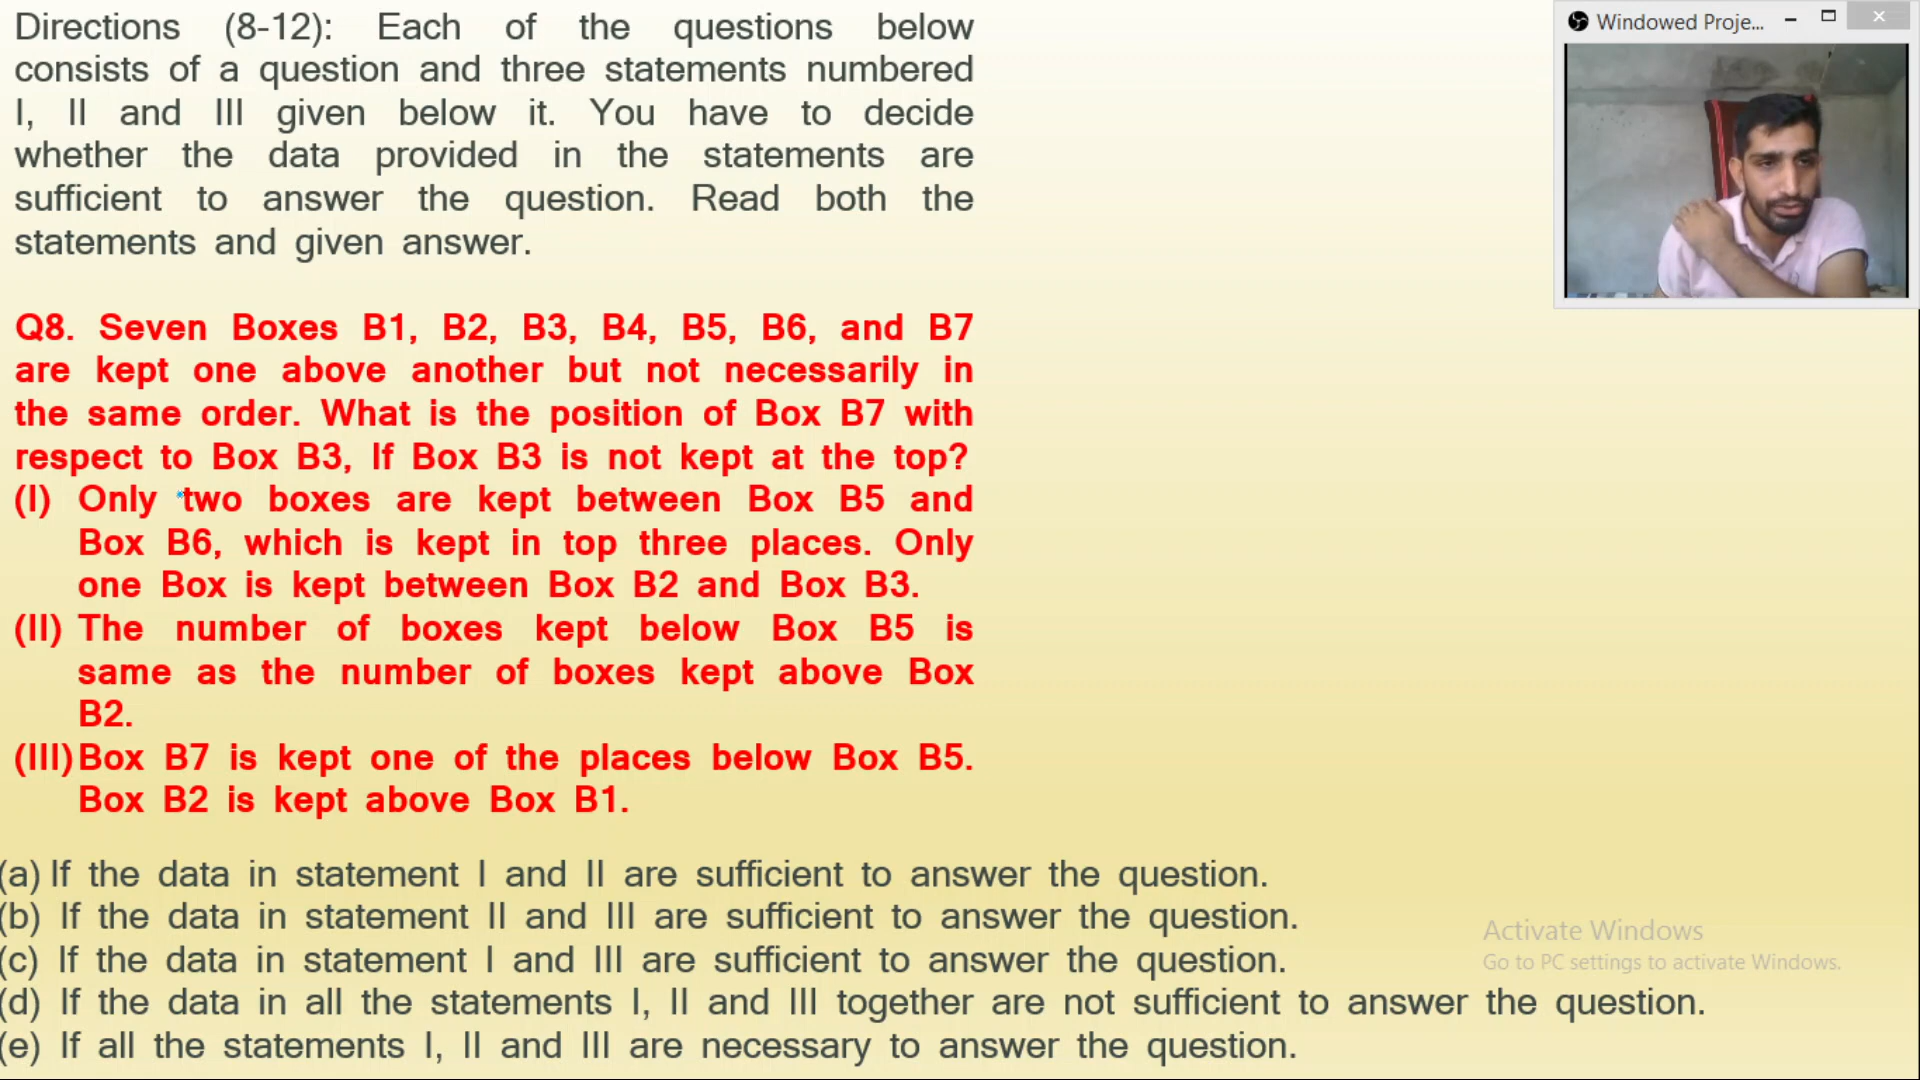 Directions (8-12): Each of the questions below
consists of a question and three statements numbered
I, II and III given below it. You have to decide
whether the data provided in the statements are
sufficient to answer the question. Read both the
statements and given answer.
Q8. Seven Boxes B1, B2, B3, B4, B5, B6, and B7
are kept one above another but not necessarily in
the same order. What is the position of Box B7 with
respect to Box B3, If Box B3 is not kept at the top?
(I) Only two boxes are kept between Box B5 and
Box B6, which is kept in top three places. Only
one Box is kept between Box B2 and Box B3.
(II) The number of boxes kept below Box B5 is
same as the number of boxes kept above Box
B2.
(III) Box B7 is kept one of the places below Box B5.
Box B2 is kept above Box B1.
(a) If the data in statement I and II are sufficient to answer the question.
(b) If the data in statement II and III are sufficient to answer the question.
(c) If the data in statement I and III are sufficient to answer the question.
(d) If the data in all the statements I, II and III together are not sufficient to answer the question.
(e) If all the statements I, II and III are necessary to answer the question.
Windowed Proje...
Activate Windows
Go to PC settings to activate Windows.